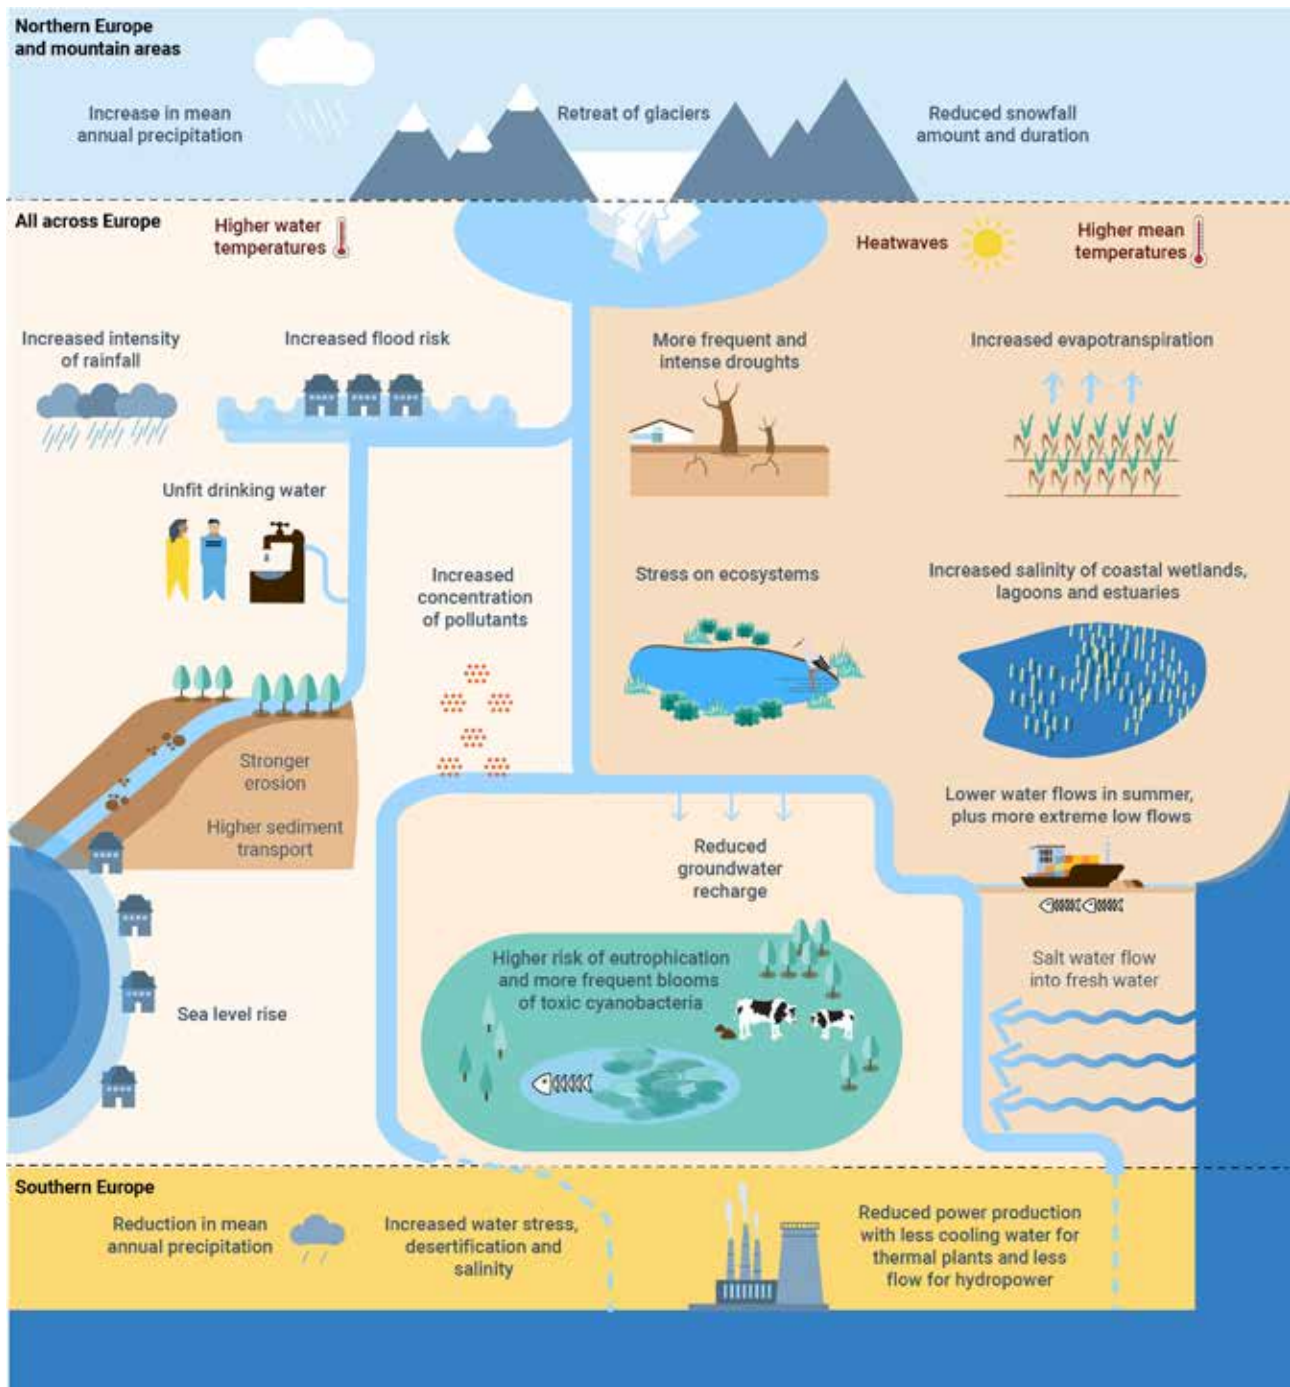 Northern Europe
and mountain areas
Increase in mean
annual precipitation
Retreat of glaciers
Reduced snowfall
amount and duration
All across Europe
Higher water
temperatures
Heatwaves
Higher mean
temperatures
Increased intensity
of rainfall
Increased flood risk
More frequent and
intense droughts
Increased evapotranspiration
Unfit drinking water
Increased
concentration
of pollutants
Stress on ecosystems
Increased salinity of coastal wetlands,
lagoons and estuaries
Stronger
erosion
Higher sediment
transport
Lower water flows in summer,
plus more extreme low flows
Reduced
groundwater
recharge
Higher risk of eutrophication
and more frequent blooms
of toxic cyanobacteria
Salt water flow
into fresh water
Sea level rise
Southern Europe
Reduction in mean
annual precipitation
Increased water stress,
desertification and
salinity
Reduced power production
with less cooling water for
thermal plants and less
flow for hydropower